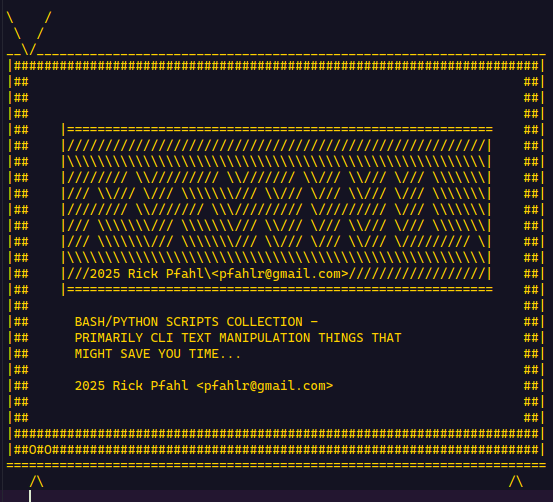 2025 Rick Pfahl\<pfahlr@gmail.com>
BASH/PYTHON SCRIPTS COLLECTION –
PRIMARILY CLI TEXT MANIPULATION THINGS THAT
MIGHT SAVE YOU TIME...
2025 Rick Pfahl <pfahlr@gmail.com>